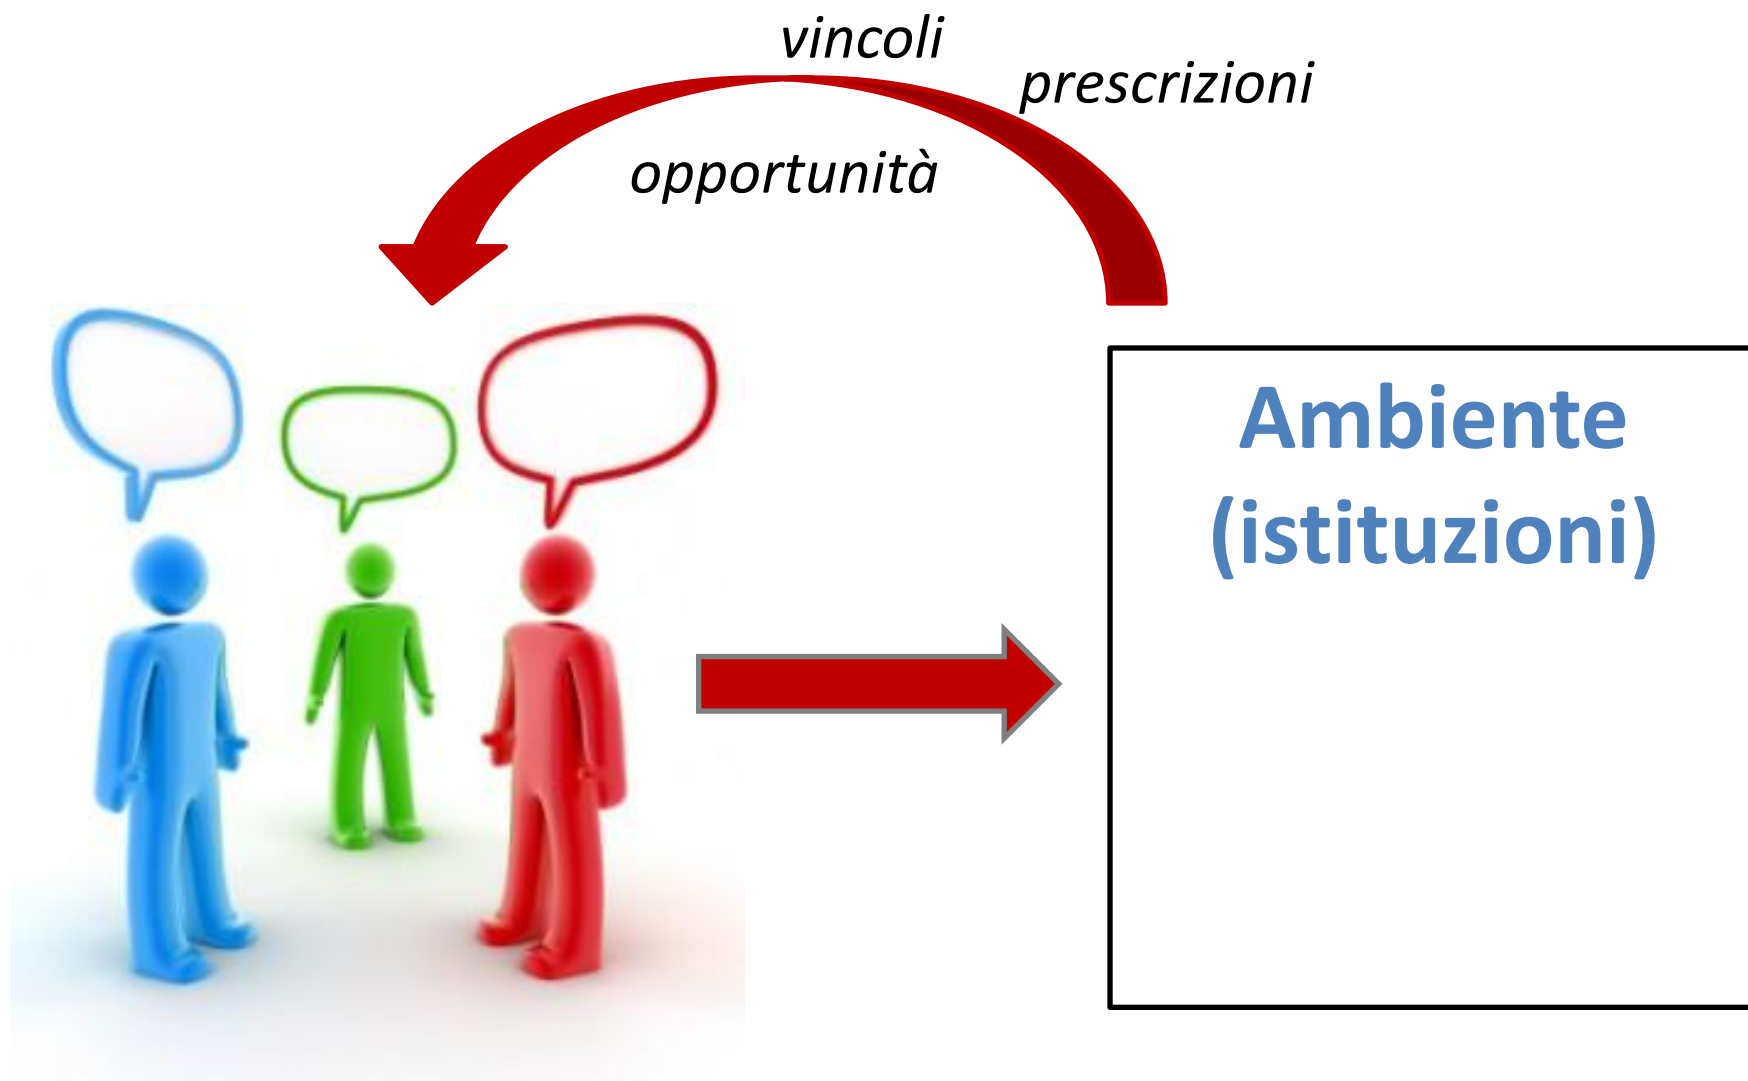 vincoli
prescrizioni
opportunità
Ambiente
(istituzioni)